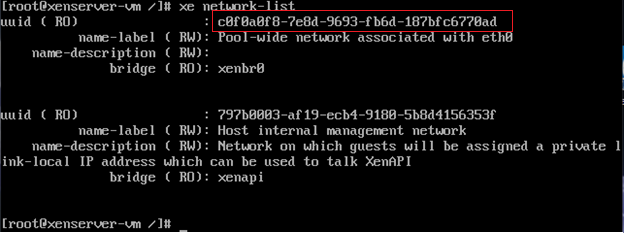 [root@xenserver-vm /]# xe network-list
uuid ( RO) : c0f0a0f8-7e8d-9693-fb6d-187bfc6770ad
name-label ( RW): Pool-wide network associated with eth0
name-description ( RW):
bridge ( RO): xenbr0
uuid ( RO) : 797b0003-af19-ecb4-9180-5b8d4156353f
name-label ( RW): Host internal management network
name-description ( RW): Network on which guests will be assigned a private l
ink-local IP address which can be used to talk XenAPI
bridge ( RO): xenapi
[root@xenserver-vm /]# _